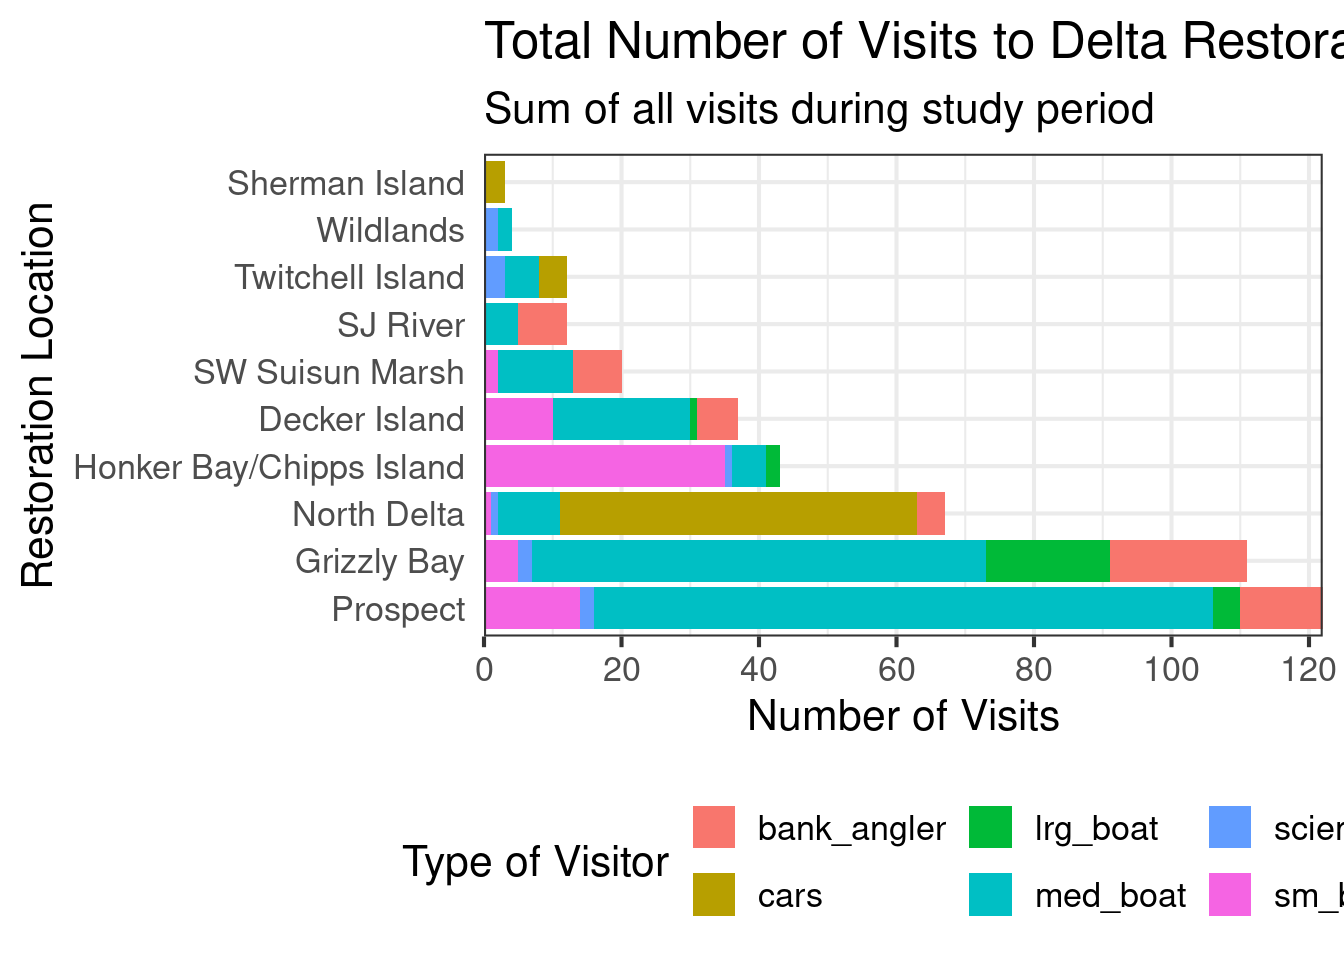 Total Number of Visits to Delta Restora
Sum of all visits during study period
Restoration Location
Sherman Island
Wildlands
Twitchell Island
SJ River
SW Suisun Marsh
Decker Island
Honker Bay/Chipps Island
North Delta
Grizzly Bay
Prospect
0 20 40 60 80 100 120
Number of Visits
Type of Visitor
bank_angler lrg_boat scien
cars med_boat sm_b